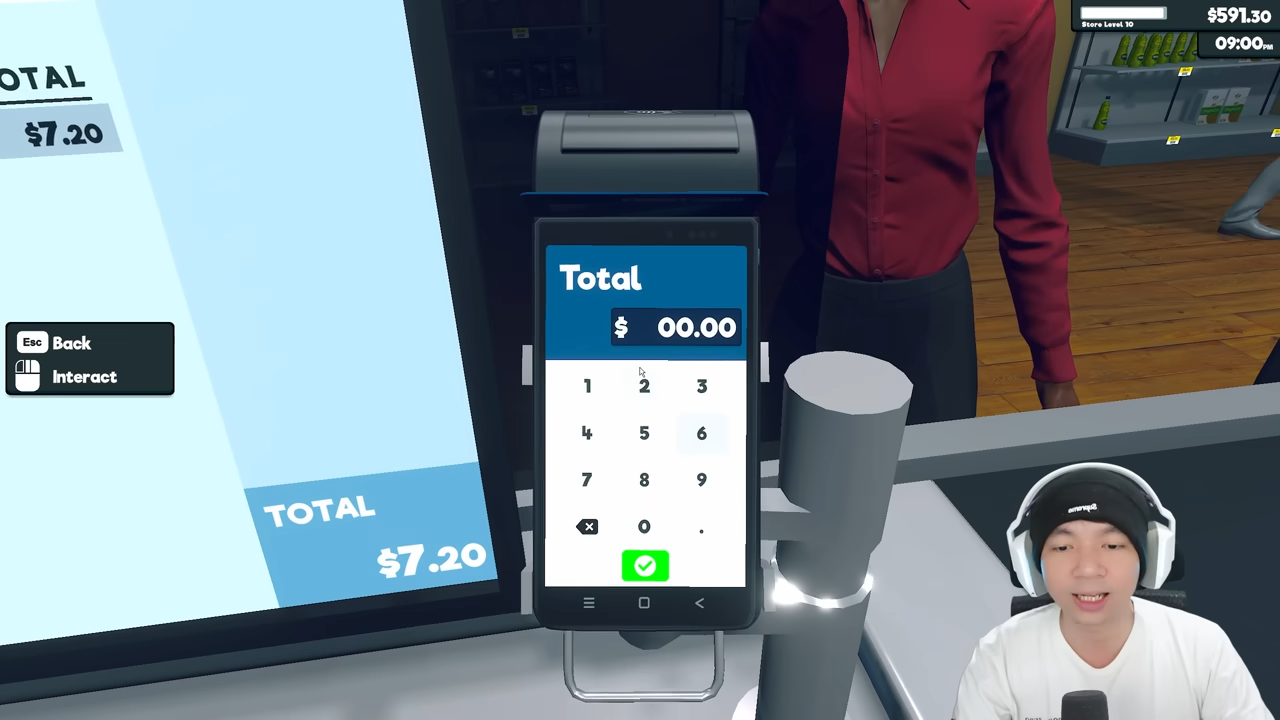 OTAL
$7.20
TOTAL
$7.20
Esc Back
Interact
Total
$ 00.00
1 2 3
4 5 6
7 8 9
0 .
Store Level 10
$591.30
09:00PM